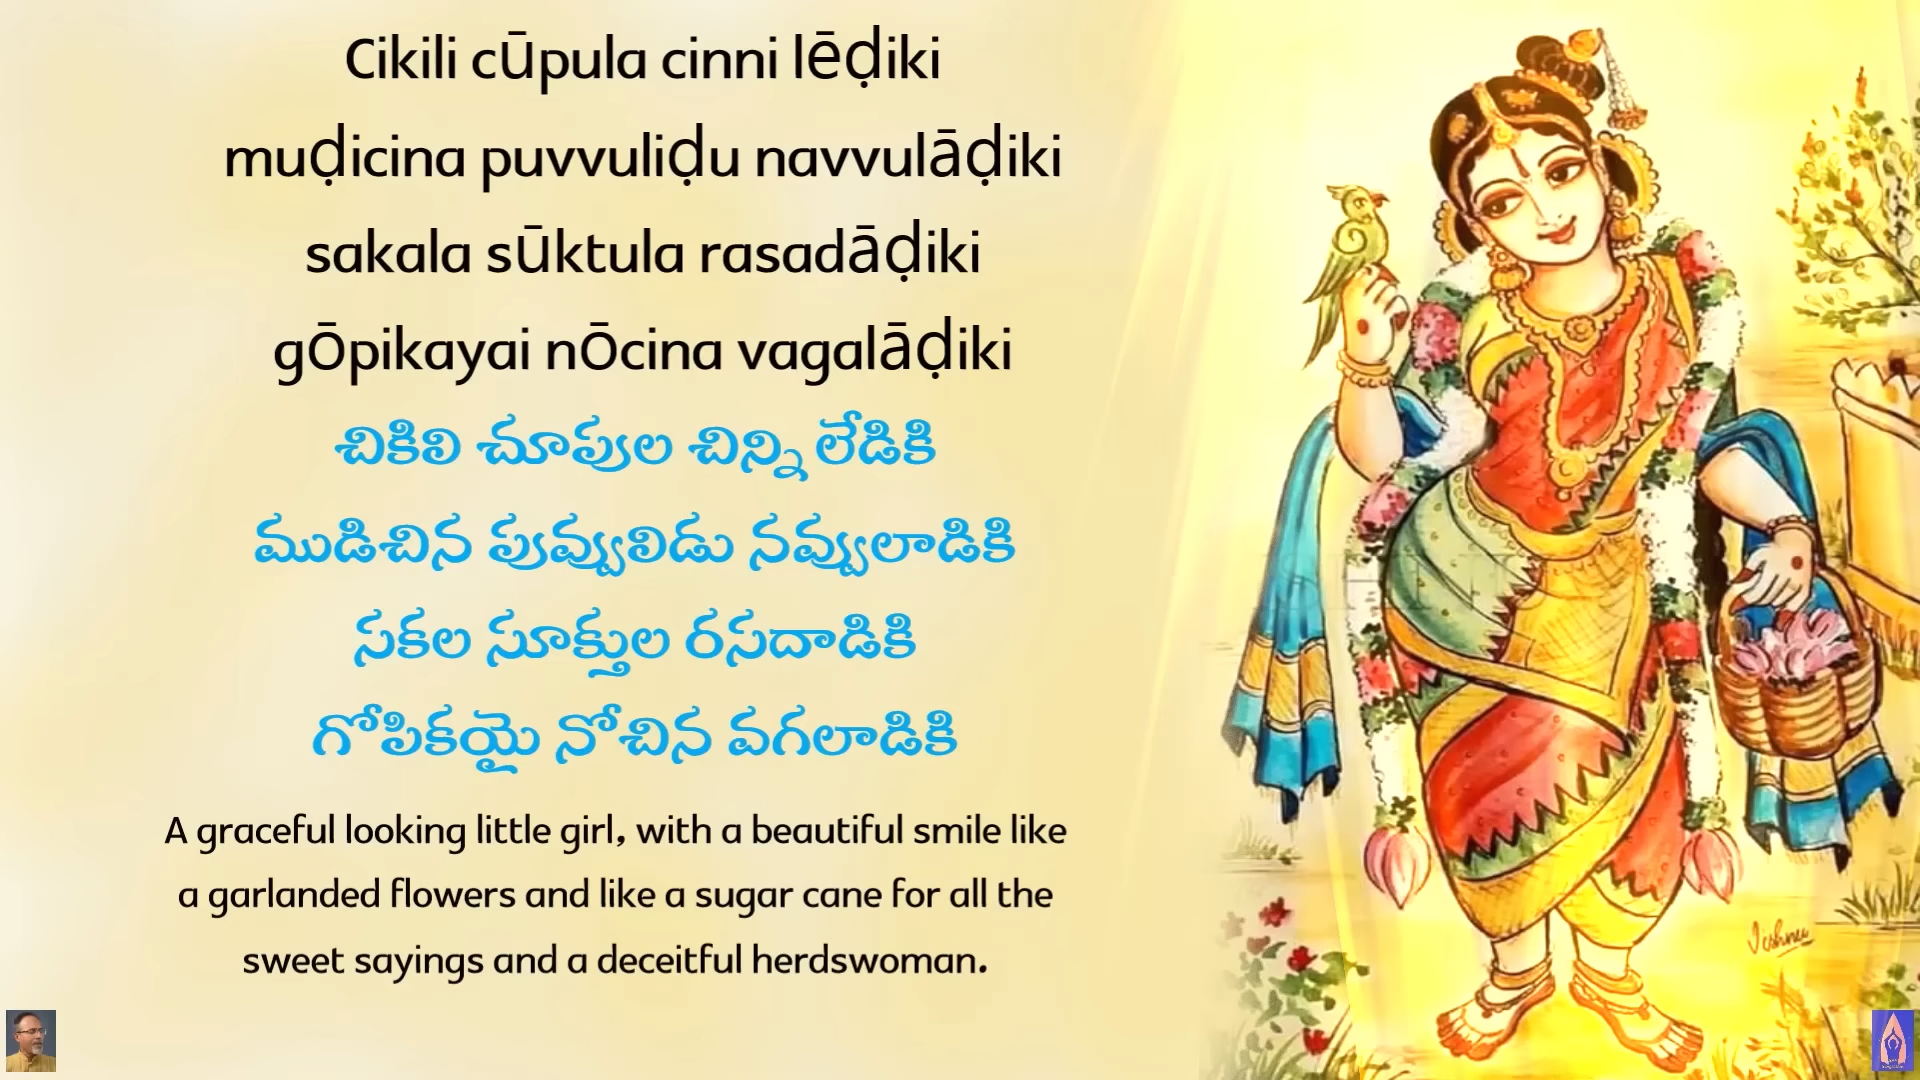 Cikili cūpula cinni lēḍiki
muḍicina puvvuliḍu navvulāḍiki
sakala sūktula rasadāḍiki
gōpikayai nōcina vagalāḍiki
చికిలి చూపుల చిన్ని లేడికి
ముడిచిన పువ్వులిడు నవ్వులాడికి
సకల సూక్తుల రసదాడికి
గోపికయై నోచిన వగలాడికి
A graceful looking little girl, with a beautiful smile like
a garlanded flowers and like a sugar cane for all the
sweet sayings and a deceitful herdswoman.